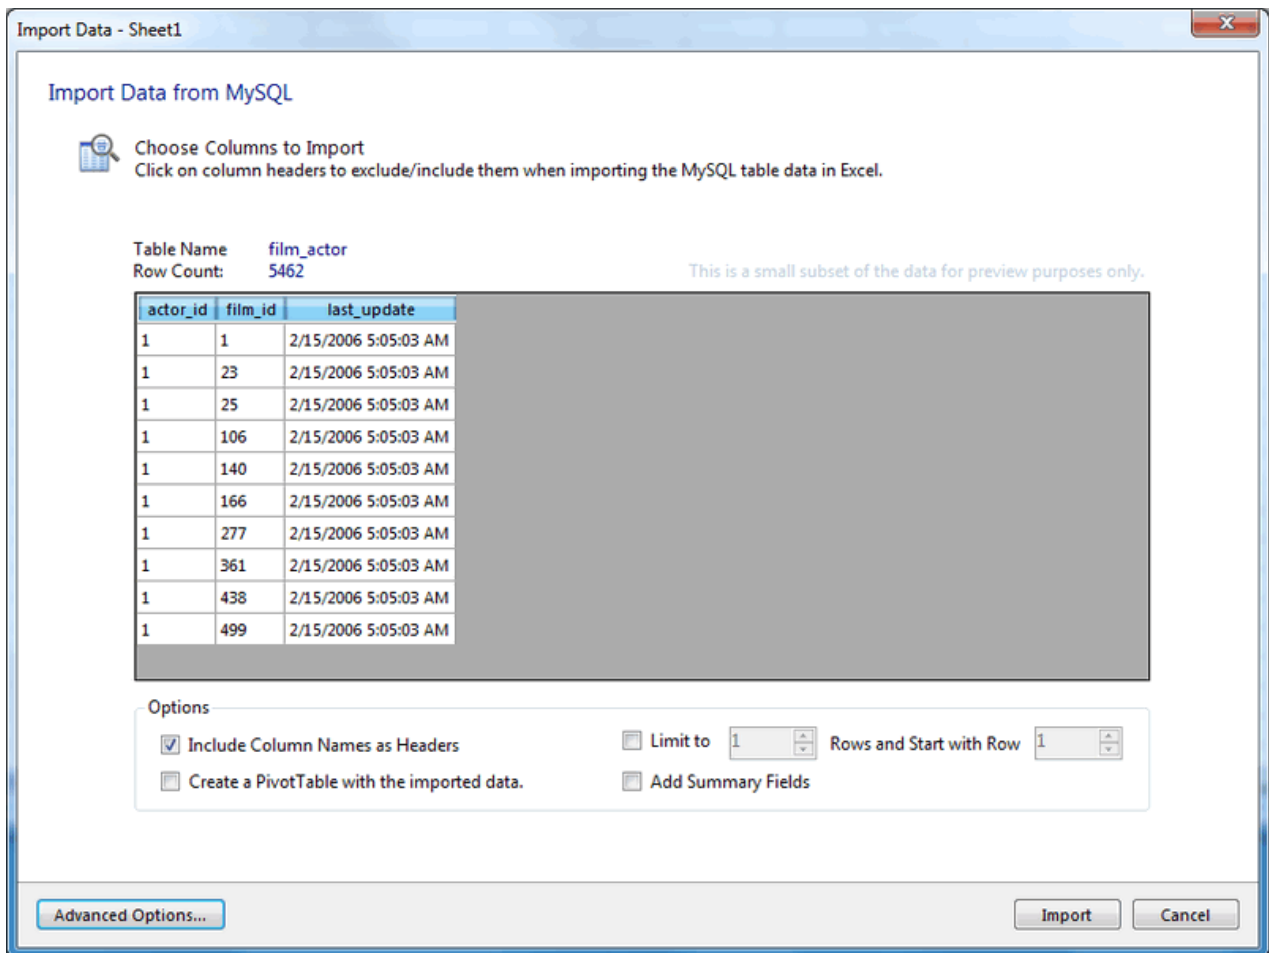 Import Data - Sheet1
Import Data from MySQL
Choose Columns to Import
Click on column headers to exclude/include them when importing the MySQL table data in Excel.
Table Name film_actor
Row Count: 5462 This is a small subset of the data for preview purposes only.
actor_id film_id last_update
1 1 2/15/2006 5:05:03 AM
1 23 2/15/2006 5:05:03 AM
1 25 2/15/2006 5:05:03 AM
1 106 2/15/2006 5:05:03 AM
1 140 2/15/2006 5:05:03 AM
1 166 2/15/2006 5:05:03 AM
1 277 2/15/2006 5:05:03 AM
1 361 2/15/2006 5:05:03 AM
1 438 2/15/2006 5:05:03 AM
1 499 2/15/2006 5:05:03 AM
Options
Include Column Names as Headers Limit to 1 Rows and Start with Row 1
Create a PivotTable with the imported data. Add Summary Fields
Advanced Options... Import Cancel